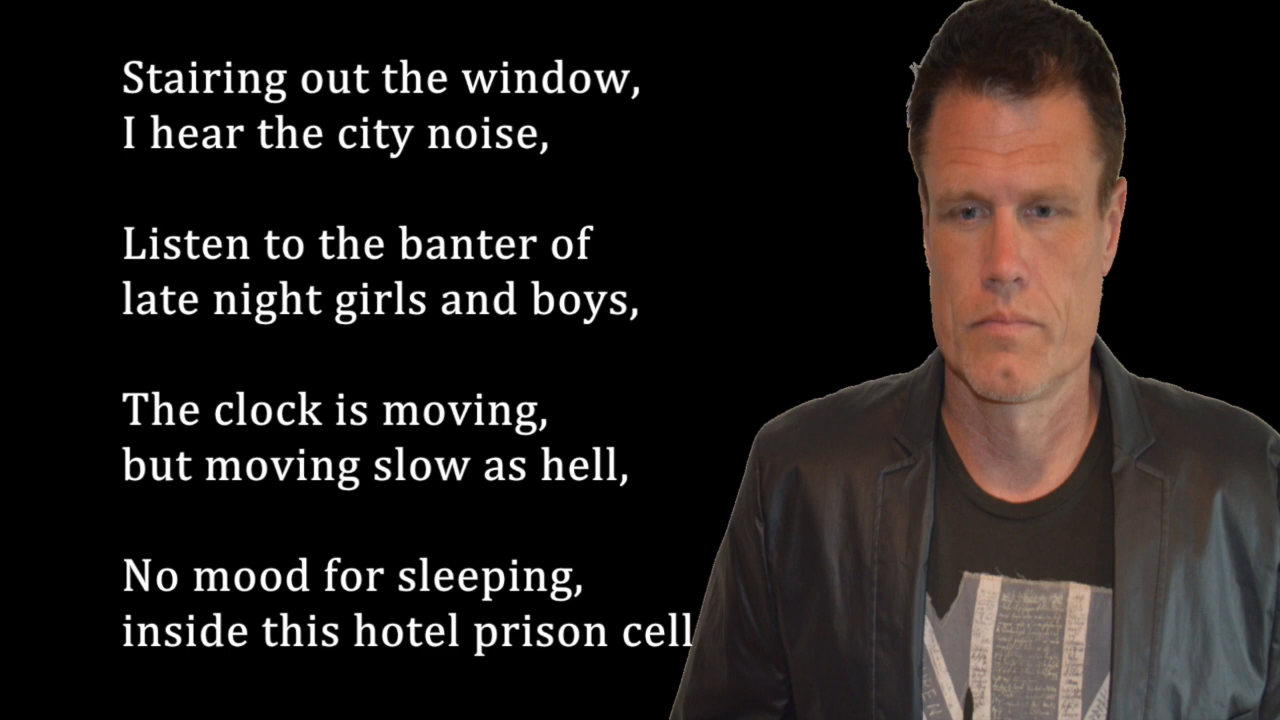 Stairing out the window,
I hear the city noise,
Listen to the banter of
late night girls and boys,
The clock is moving,
but moving slow as hell,
No mood for sleeping,
inside this hotel prison cell